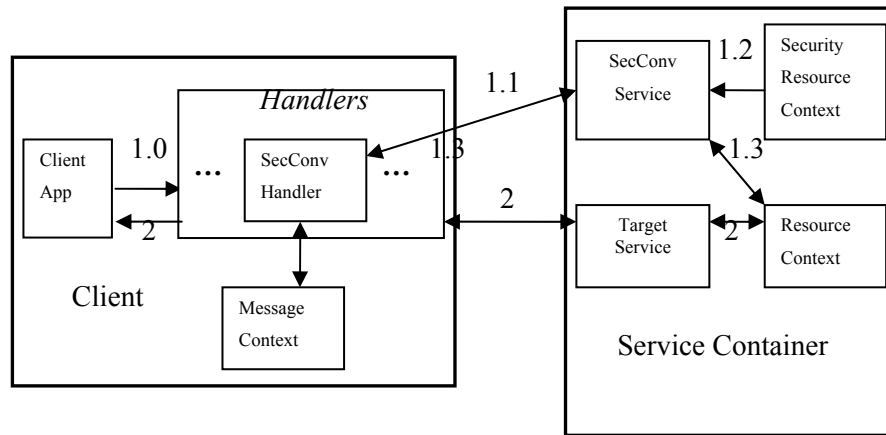 Handlers
Client
App
1.0
2
...
SecConv
Handler
...
1.3
1.1
2
Message
Context
Client
SecConv
Service
1.2
Security
Resource
Context
1.3
Target
Service
2
Resource
Context
Service Container